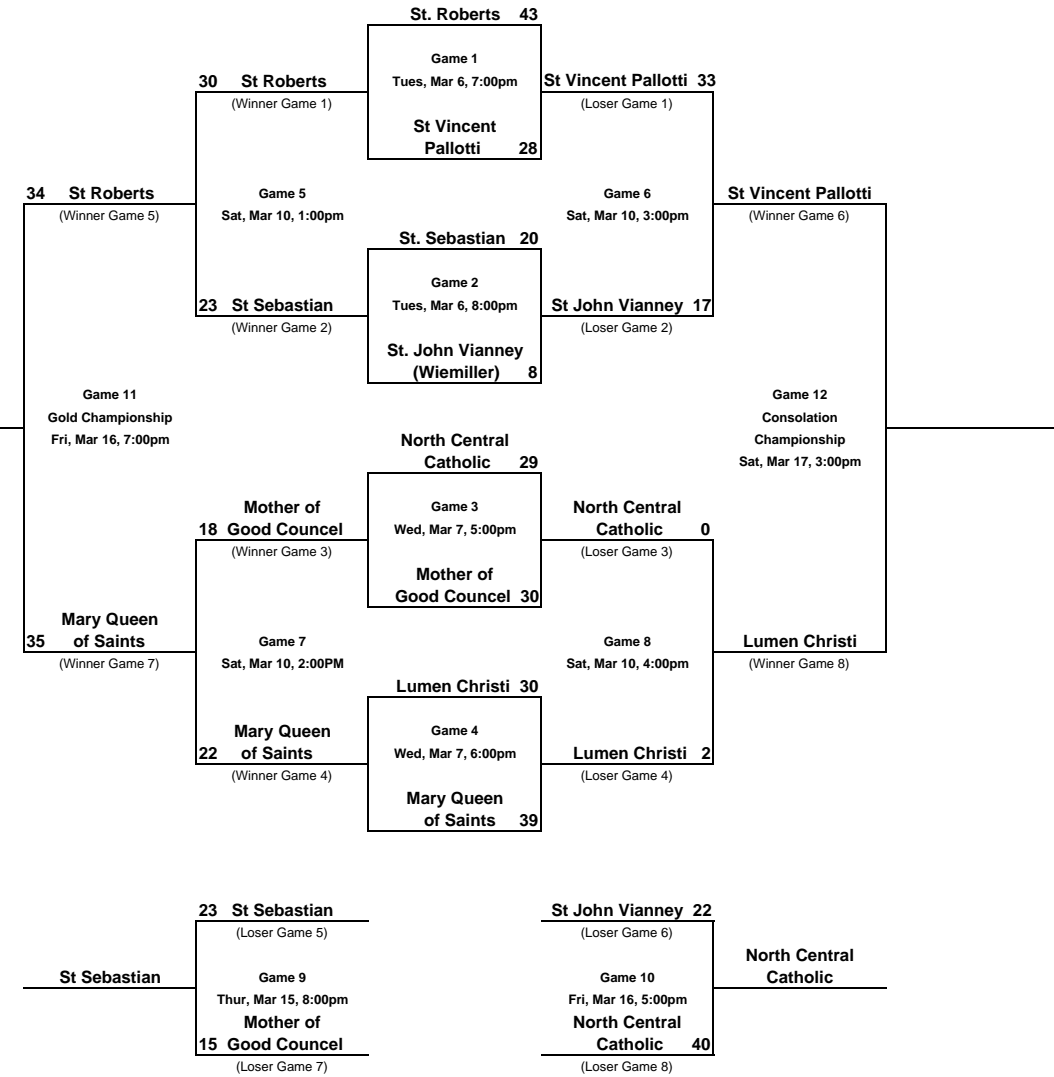 St. Roberts 43
Game 1
30 St Roberts
Tues, Mar 6, 7:00pm
St Vincent Pallotti 33
(Winner Game 1)
(Loser Game 1)
St Vincent
Pallotti 28
34 St Roberts
Game 5
Game 6
St Vincent Pallotti
(Winner Game 5)
Sat, Mar 10, 1:00pm
Sat, Mar 10, 3:00pm
(Winner Game 6)
St. Sebastian 20
Game 2
23 St Sebastian
Tues, Mar 6, 8:00pm
St John Vianney 17
(Winner Game 2)
(Loser Game 2)
St. John Vianney
(Wiemiller) 8
Game 11
Game 12
Gold Championship
Consolation
Fri, Mar 16, 7:00pm
Championship
Sat, Mar 17, 3:00pm
North Central
Catholic 29
Mother of
Game 3
North Central
18 Good Councel
Wed, Mar 7, 5:00pm
Catholic 0
(Winner Game 3)
(Loser Game 3)
Mother of
Good Councel 30
Mary Queen
35 of Saints
Game 7
Game 8
Lumen Christi
(Winner Game 7)
Sat, Mar 10, 2:00PM
Sat, Mar 10, 4:00pm
(Winner Game 8)
Lumen Christi 30
Mary Queen
Game 4
22 of Saints
Wed, Mar 7, 6:00pm
Lumen Christi 2
(Winner Game 4)
(Loser Game 4)
Mary Queen
of Saints 39
23 St Sebastian
St John Vianney 22
(Loser Game 5)
(Loser Game 6)
North Central
St Sebastian
Game 9
Game 10
Catholic
Thur, Mar 15, 8:00pm
Fri, Mar 16, 5:00pm
Mother of
North Central
15 Good Councel
Catholic 40
(Loser Game 7)
(Loser Game 8)